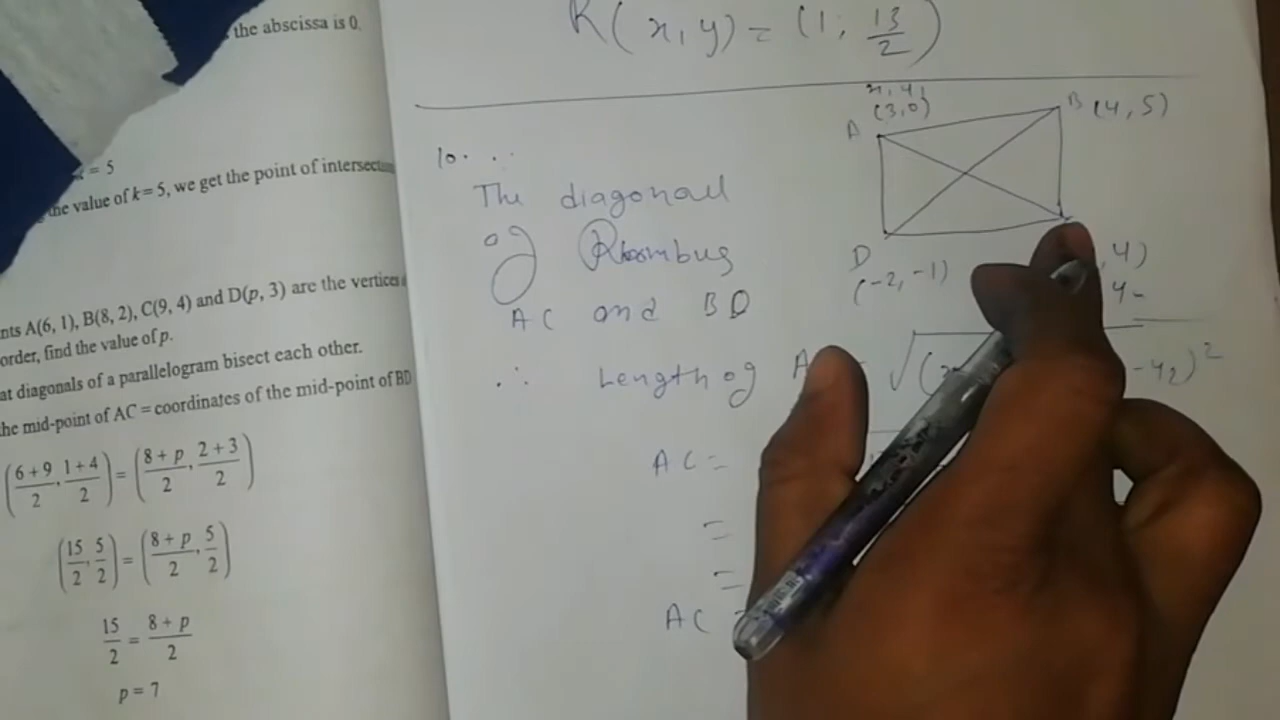 the abscissa is 0.
= 5
the value of k = 5, we get the point of intersection
nts A(6, 1), B(8, 2), C(9, 4) and D(p, 3) are the vertices
order, find the value of p.
at diagonals of a parallelogram bisect each other.
he mid-point of AC = coordinates of the mid-point of BD
(6 + 9 / 2, 1 + 4 / 2) = (8 + p / 2, 2 + 3 / 2)
(15 / 2, 5 / 2) = (8 + p / 2, 5 / 2)
15 / 2 = 8 + p / 2
p = 7
K(x, y) = (1, 13 / 2)
x, y,
A (3, 0)
B (4, 5)
D
(-2, -1)
, 4)
10. ∴
The diagonall
of Rhombus
AC and BD
∴ Length of A = √( - y2)²
AC =
=
=
AC